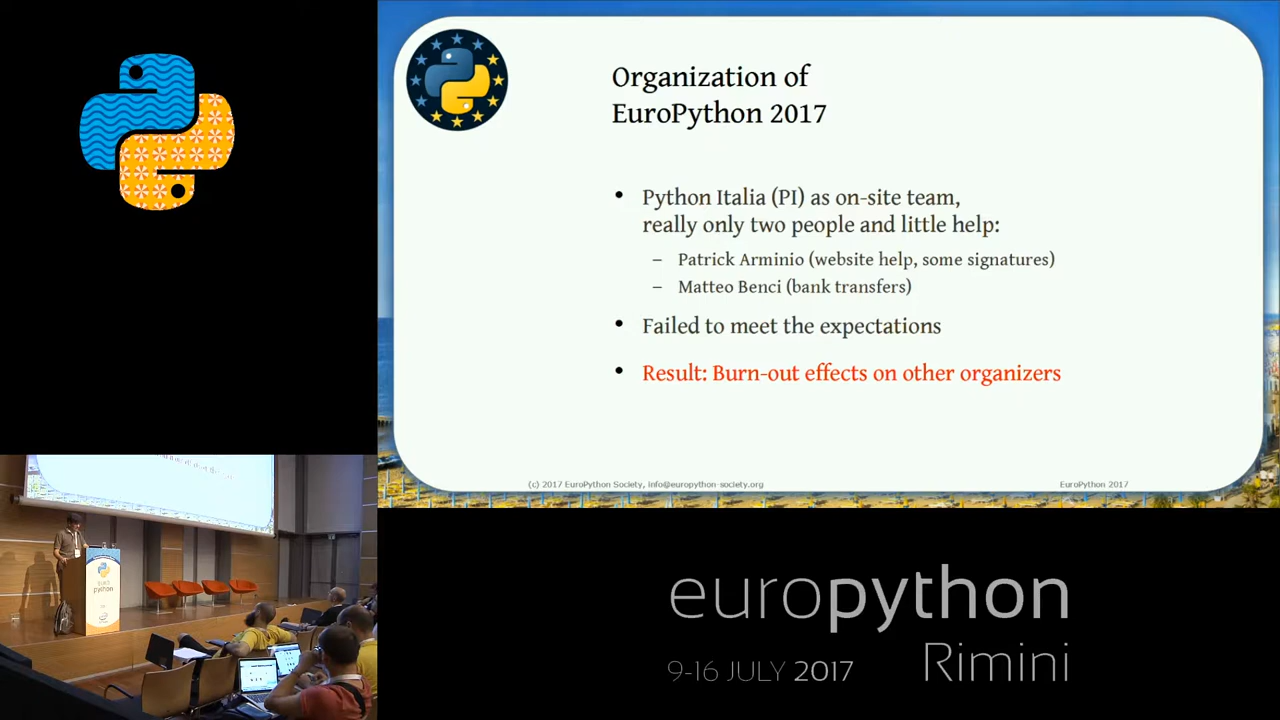 Organization of
EuroPython 2017
• Python Italia (PI) as on-site team,
really only two people and little help:
– Patrick Arminio (website help, some signatures)
– Matteo Benci (bank transfers)
• Failed to meet the expectations
• Result: Burn-out effects on other organizers
(c) 2017 EuroPython Society, info@europython-society.org
EuroPython 2017
python
europython
Rimini
9-16 JULY 2017